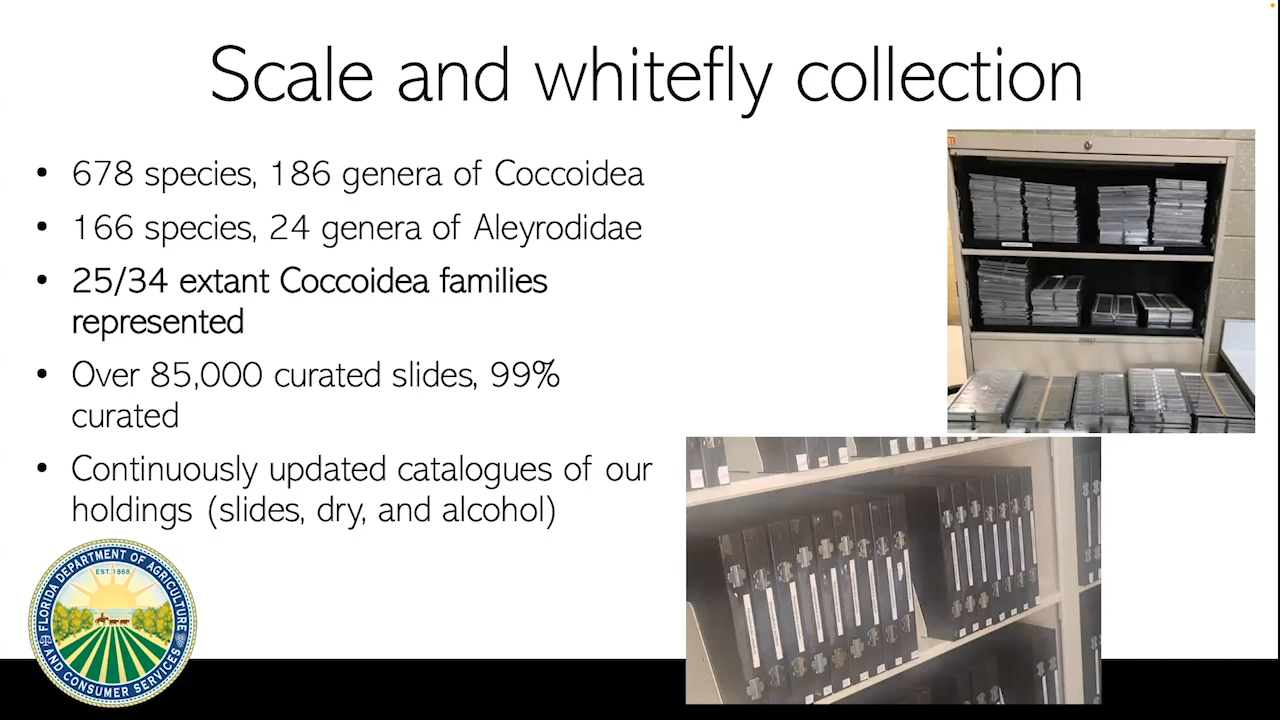 Scale and whitefly collection
• 678 species, 186 genera of Coccoidea
• 166 species, 24 genera of Aleyrodidae
• 25/34 extant Coccoidea families
represented
• Over 85,000 curated slides, 99%
curated
• Continuously updated catalogues of our
holdings (slides, dry, and alcohol)
FLORIDA DEPARTMENT OF AGRICULTURE
EST. 1868
AND CONSUMER SERVICES